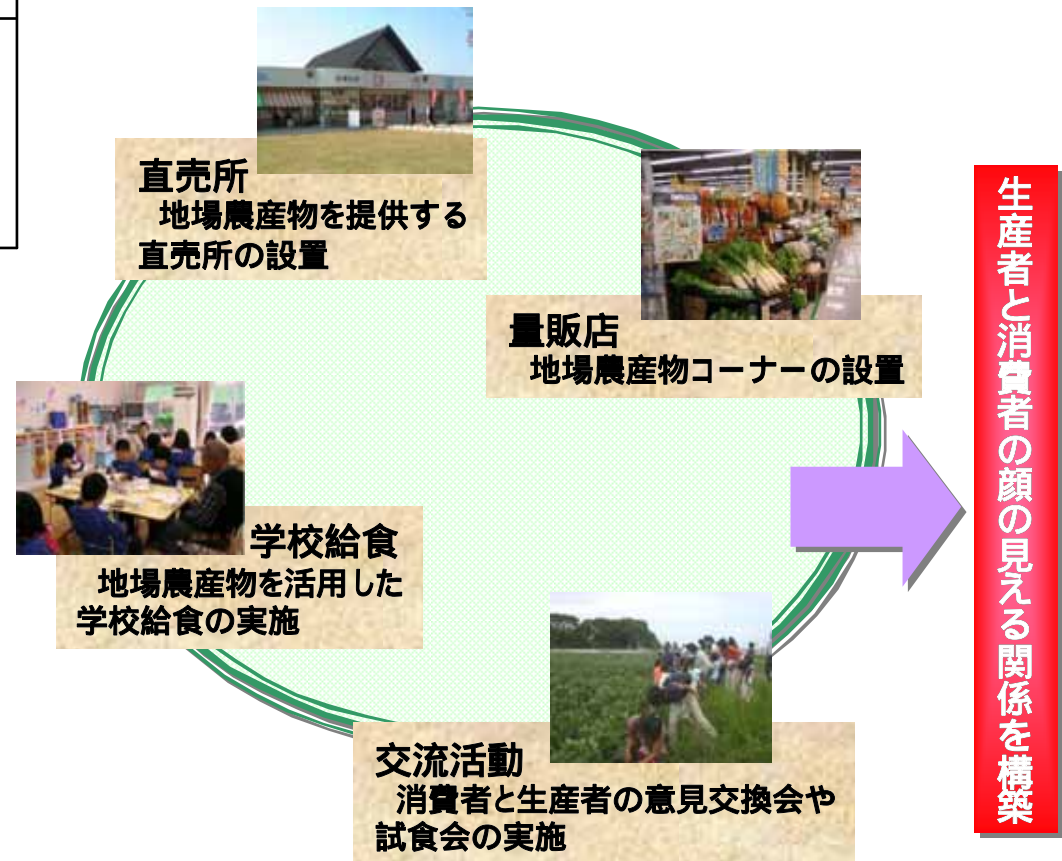 直売所
地場農産物を提供する
直売所の設置
量販店
地場農産物コーナーの設置
学校給食
地場農産物を活用した
学校給食の実施
交流活動
消費者と生産者の意見交換会や
試食会の実施
生産者と消費者の顔の見える関係を構築